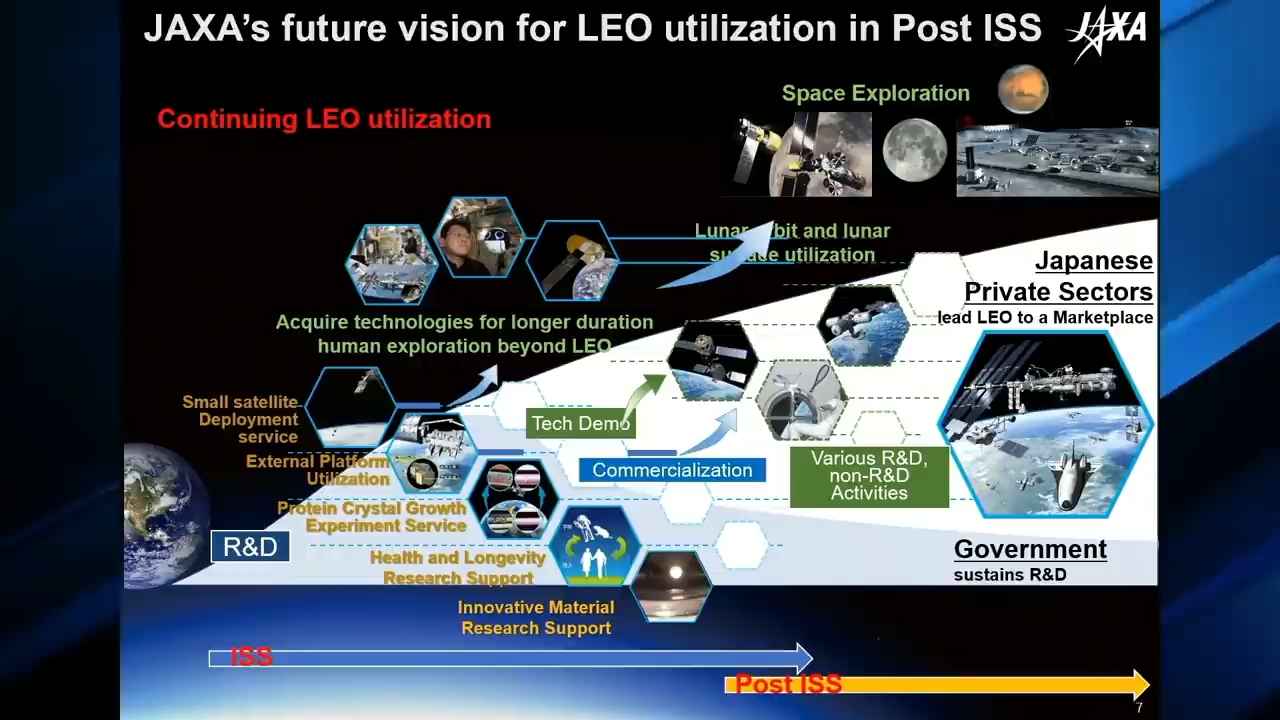 JAXA's future vision for LEO utilization in Post ISS
JAXA
Space Exploration
Continuing LEO utilization
Lunar orbit and lunar
surface utilization
Japanese
Private Sectors
lead LEO to a Marketplace
Acquire technologies for longer duration
human exploration beyond LEO
Small satellite
Deployment
service
Tech Demo
External Platform
Utilization
Commercialization
Various R&D,
non-R&D
Activities
Protein Crystal Growth
Experiment Service
R&D
Health and Longevity
Research Support
Government
sustains R&D
Innovative Material
Research Support
ISS
Post ISS
7